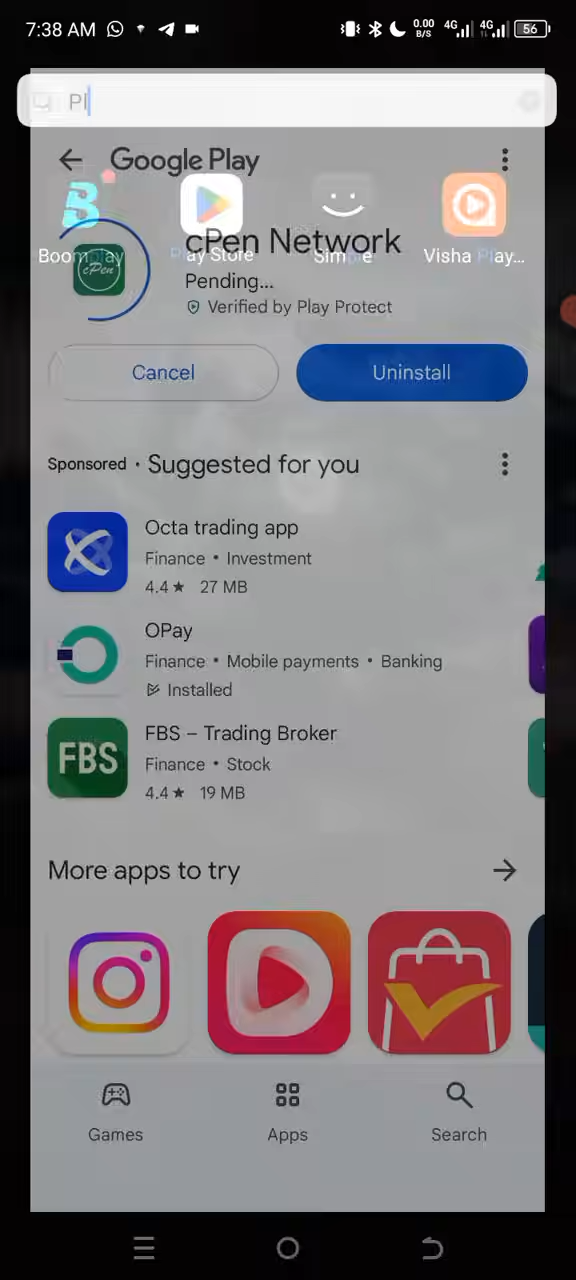 7:38 AM
0.00
B/S
4G
4G
56
Pl
Google Play
Boomplay
Play Store
Simple
Visha Play...
cPen
cPen Network
Pending...
Verified by Play Protect
Cancel
Uninstall
Sponsored • Suggested for you
Octa trading app
Finance • Investment
4.4★ 27 MB
OPay
Finance • Mobile payments • Banking
Installed
FBS
FBS – Trading Broker
Finance • Stock
4.4★ 19 MB
More apps to try
Games
Apps
Search